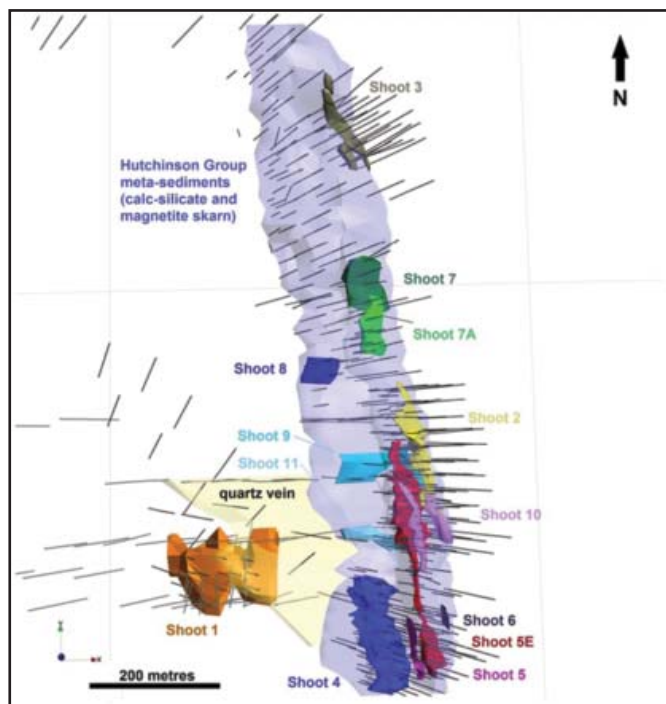 N
Shoot 3
Hutchinson Group
meta-sediments
(calc-silicate and
magnetite skarn)
Shoot 7
Shoot 7A
Shoot 8
Shoot 2
Shoot 9
Shoot 11
quartz vein
Shoot 10
Shoot 1
Shoot 6
Shoot 5E
Shoot 5
Shoot 4
200 metres